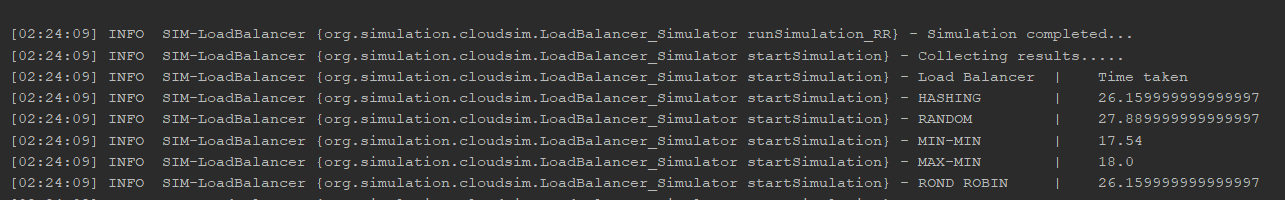 [02:24:09] INFO  SIM-LoadBalancer {org.simulation.cloudsim.LoadBalancer_Simulator runSimulation_RR} - Simulation completed...
[02:24:09] INFO  SIM-LoadBalancer {org.simulation.cloudsim.LoadBalancer_Simulator startSimulation} - Collecting results.....
[02:24:09] INFO  SIM-LoadBalancer {org.simulation.cloudsim.LoadBalancer_Simulator startSimulation} - Load Balancer  |    Time taken
[02:24:09] INFO  SIM-LoadBalancer {org.simulation.cloudsim.LoadBalancer_Simulator startSimulation} - HASHING        |    26.159999999999997
[02:24:09] INFO  SIM-LoadBalancer {org.simulation.cloudsim.LoadBalancer_Simulator startSimulation} - RANDOM         |    27.889999999999997
[02:24:09] INFO  SIM-LoadBalancer {org.simulation.cloudsim.LoadBalancer_Simulator startSimulation} - MIN-MIN        |    17.54
[02:24:09] INFO  SIM-LoadBalancer {org.simulation.cloudsim.LoadBalancer_Simulator startSimulation} - MAX-MIN        |    18.0
[02:24:09] INFO  SIM-LoadBalancer {org.simulation.cloudsim.LoadBalancer_Simulator startSimulation} - ROND ROBIN     |    26.159999999999997